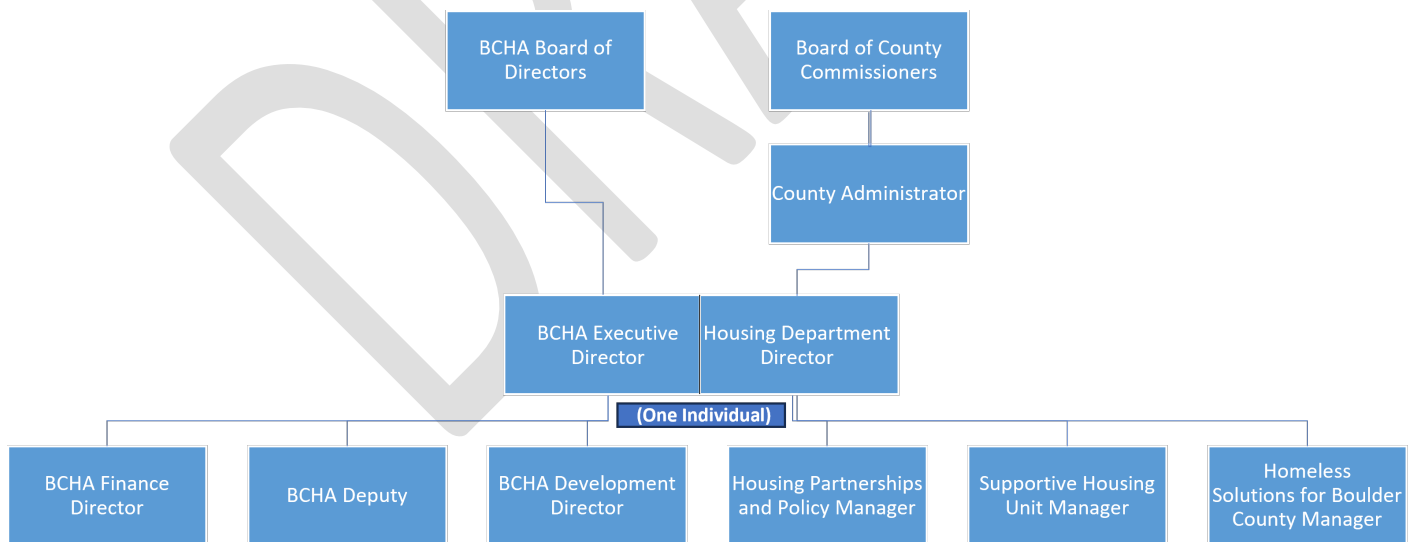 BCHA Board of
Directors
Board of County
Commissioners
County Administrator
BCHA Executive
Director
Housing Department
Director
(One Individual)
BCHA Finance
Director
BCHA Deputy
BCHA Development
Director
Housing Partnerships
and Policy Manager
Supportive Housing
Unit Manager
Homeless
Solutions for Boulder
County Manager